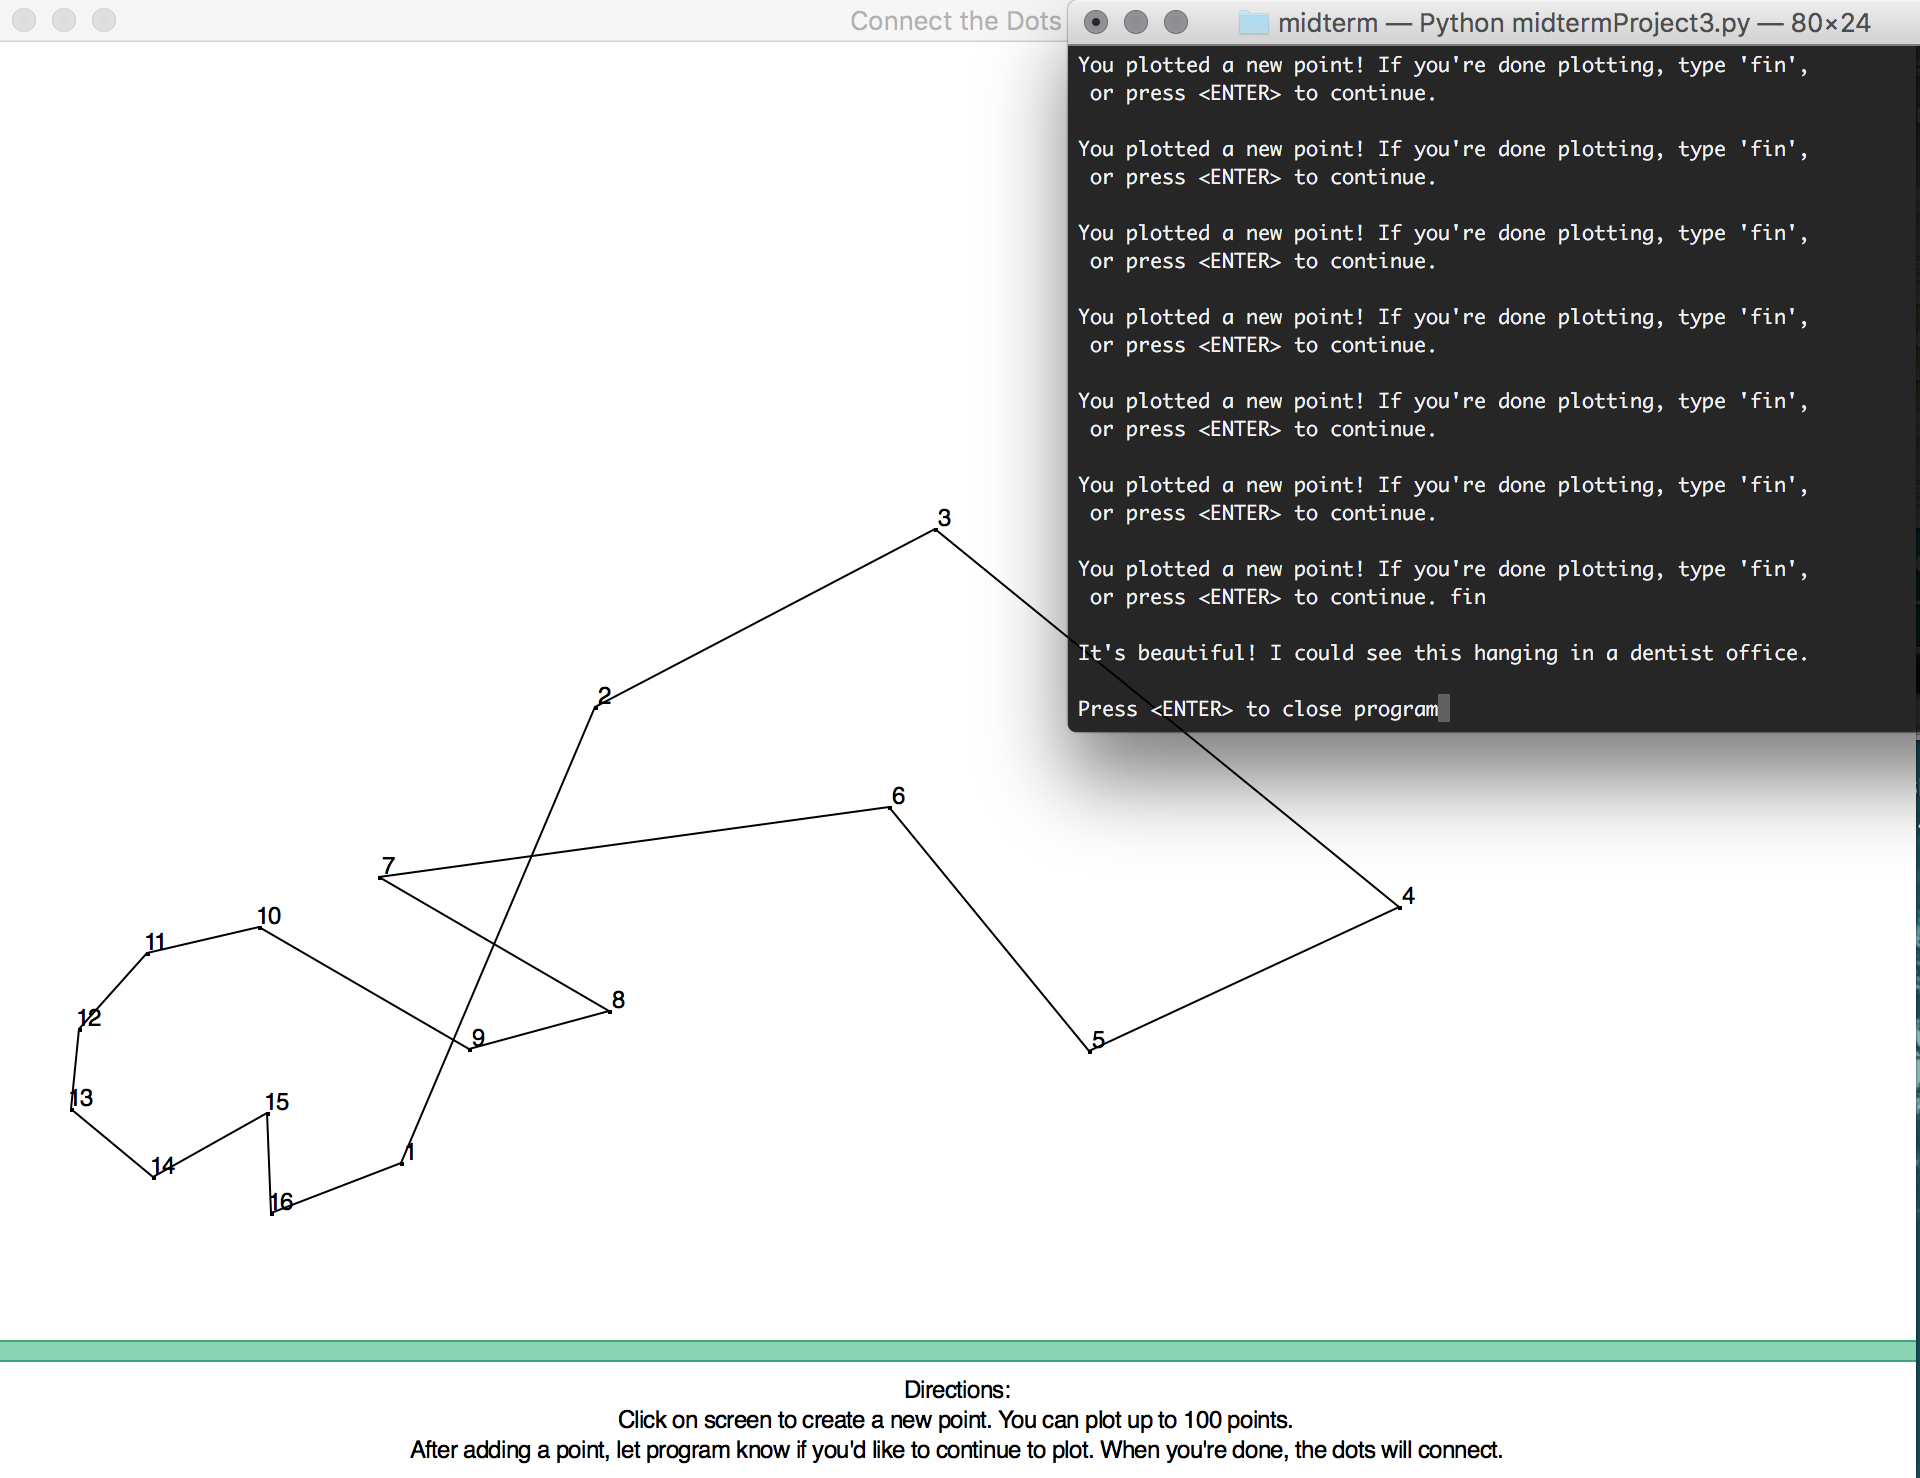 Connect the Dots
midterm — Python midtermProject3.py — 80×24
You plotted a new point! If you're done plotting, type 'fin',
or press <ENTER> to continue.
You plotted a new point! If you're done plotting, type 'fin',
or press <ENTER> to continue.
You plotted a new point! If you're done plotting, type 'fin',
or press <ENTER> to continue.
You plotted a new point! If you're done plotting, type 'fin',
or press <ENTER> to continue.
You plotted a new point! If you're done plotting, type 'fin',
or press <ENTER> to continue.
You plotted a new point! If you're done plotting, type 'fin',
or press <ENTER> to continue.
You plotted a new point! If you're done plotting, type 'fin',
or press <ENTER> to continue. fin
It's beautiful! I could see this hanging in a dentist office.
Press <ENTER> to close program
3
2
6
7
4
10
11
8
12
9
5
13
15
1
14
16
Directions:
Click on screen to create a new point. You can plot up to 100 points.
After adding a point, let program know if you'd like to continue to plot. When you're done, the dots will connect.